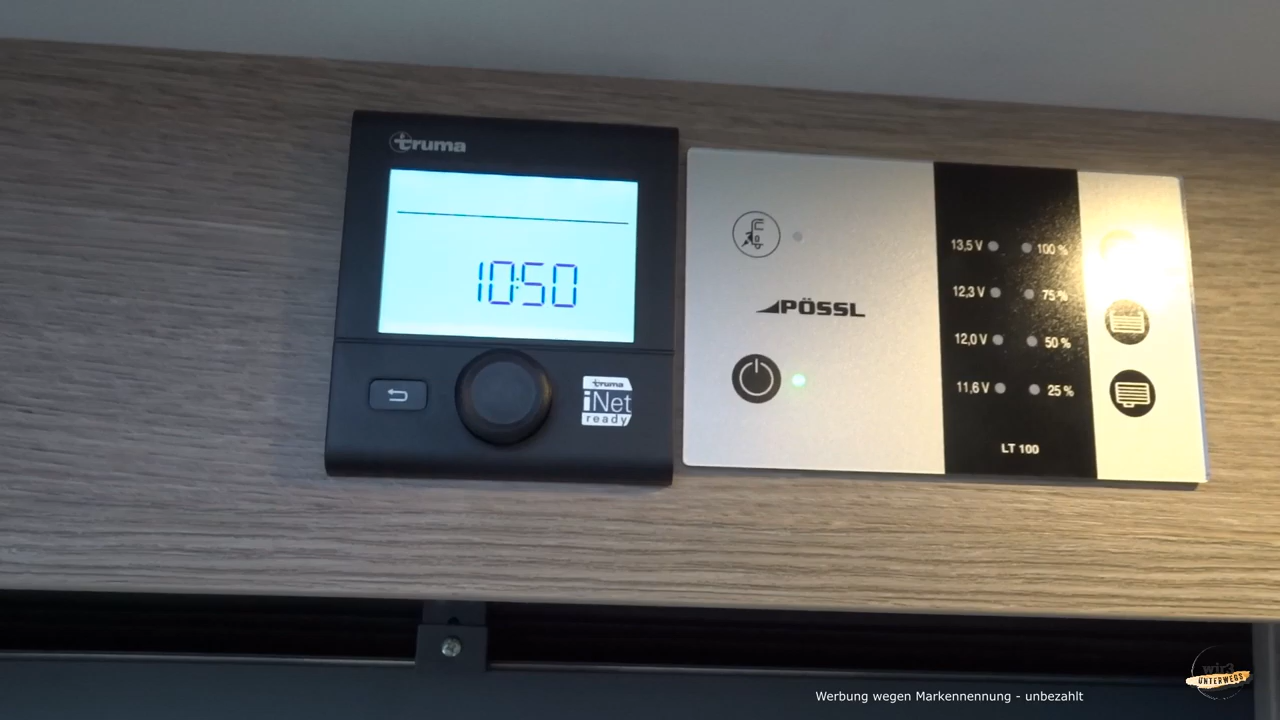 truma
10:50
truma
iNet
ready
PÖSSL
13,5 V 100 %
12,3 V 75 %
12,0 V 50 %
11,6 V 25 %
LT 100
wir3
UNTERWEGS
Werbung wegen Markennennung - unbezahlt